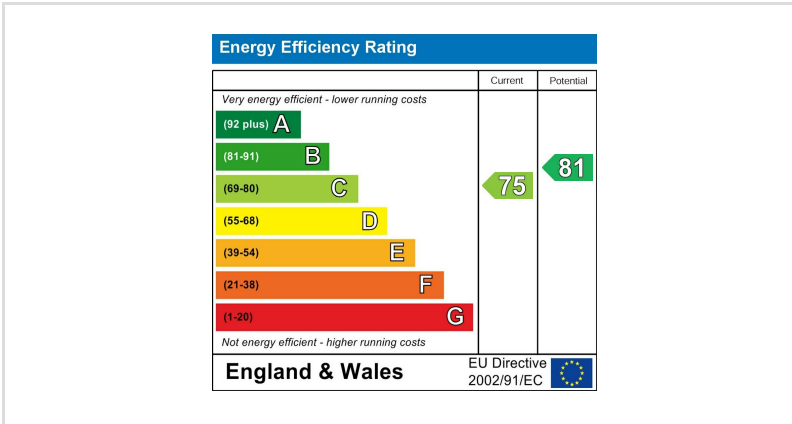 Energy Efficiency Rating
Current Potential
Very energy efficient - lower running costs
(92 plus) A
(81-91) B
(69-80) C
(55-68) D
(39-54) E
(21-38) F
(1-20) G
75
81
Not energy efficient - higher running costs
England & Wales
EU Directive
2002/91/EC